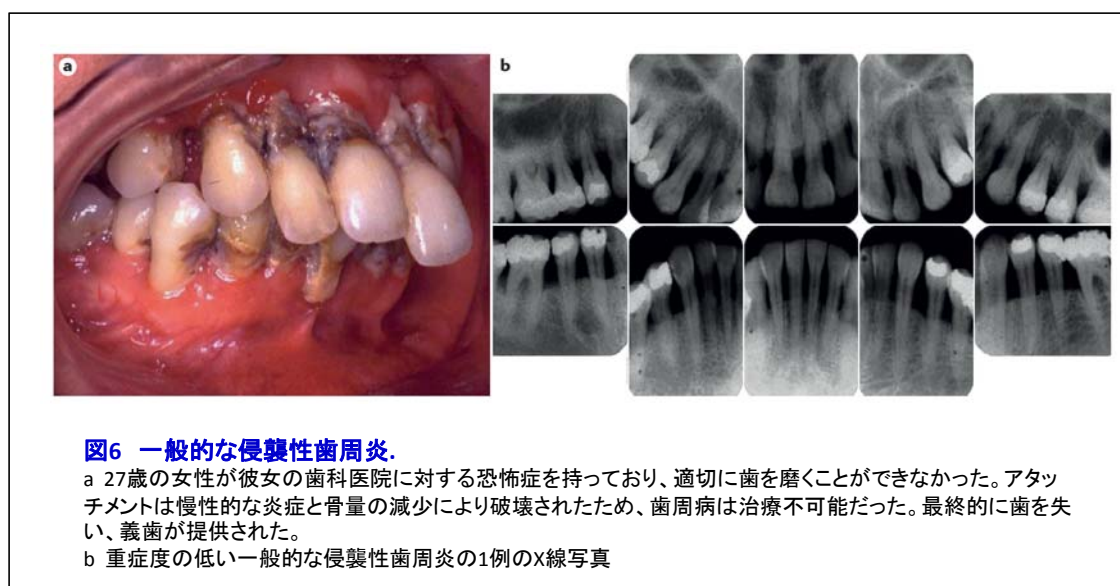 a
b
図6 一般的な侵襲性歯周炎.
a 27歳の女性が彼女の歯科医院に対する恐怖症を持っており、適切に歯を磨くことができなかった。アタッ
チメントは慢性的な炎症と骨量の減少により破壊されたため、歯周病は治療不可能だった。最終的に歯を失
い、義歯が提供された。
b 重症度の低い一般的な侵襲性歯周炎の1例のX線写真